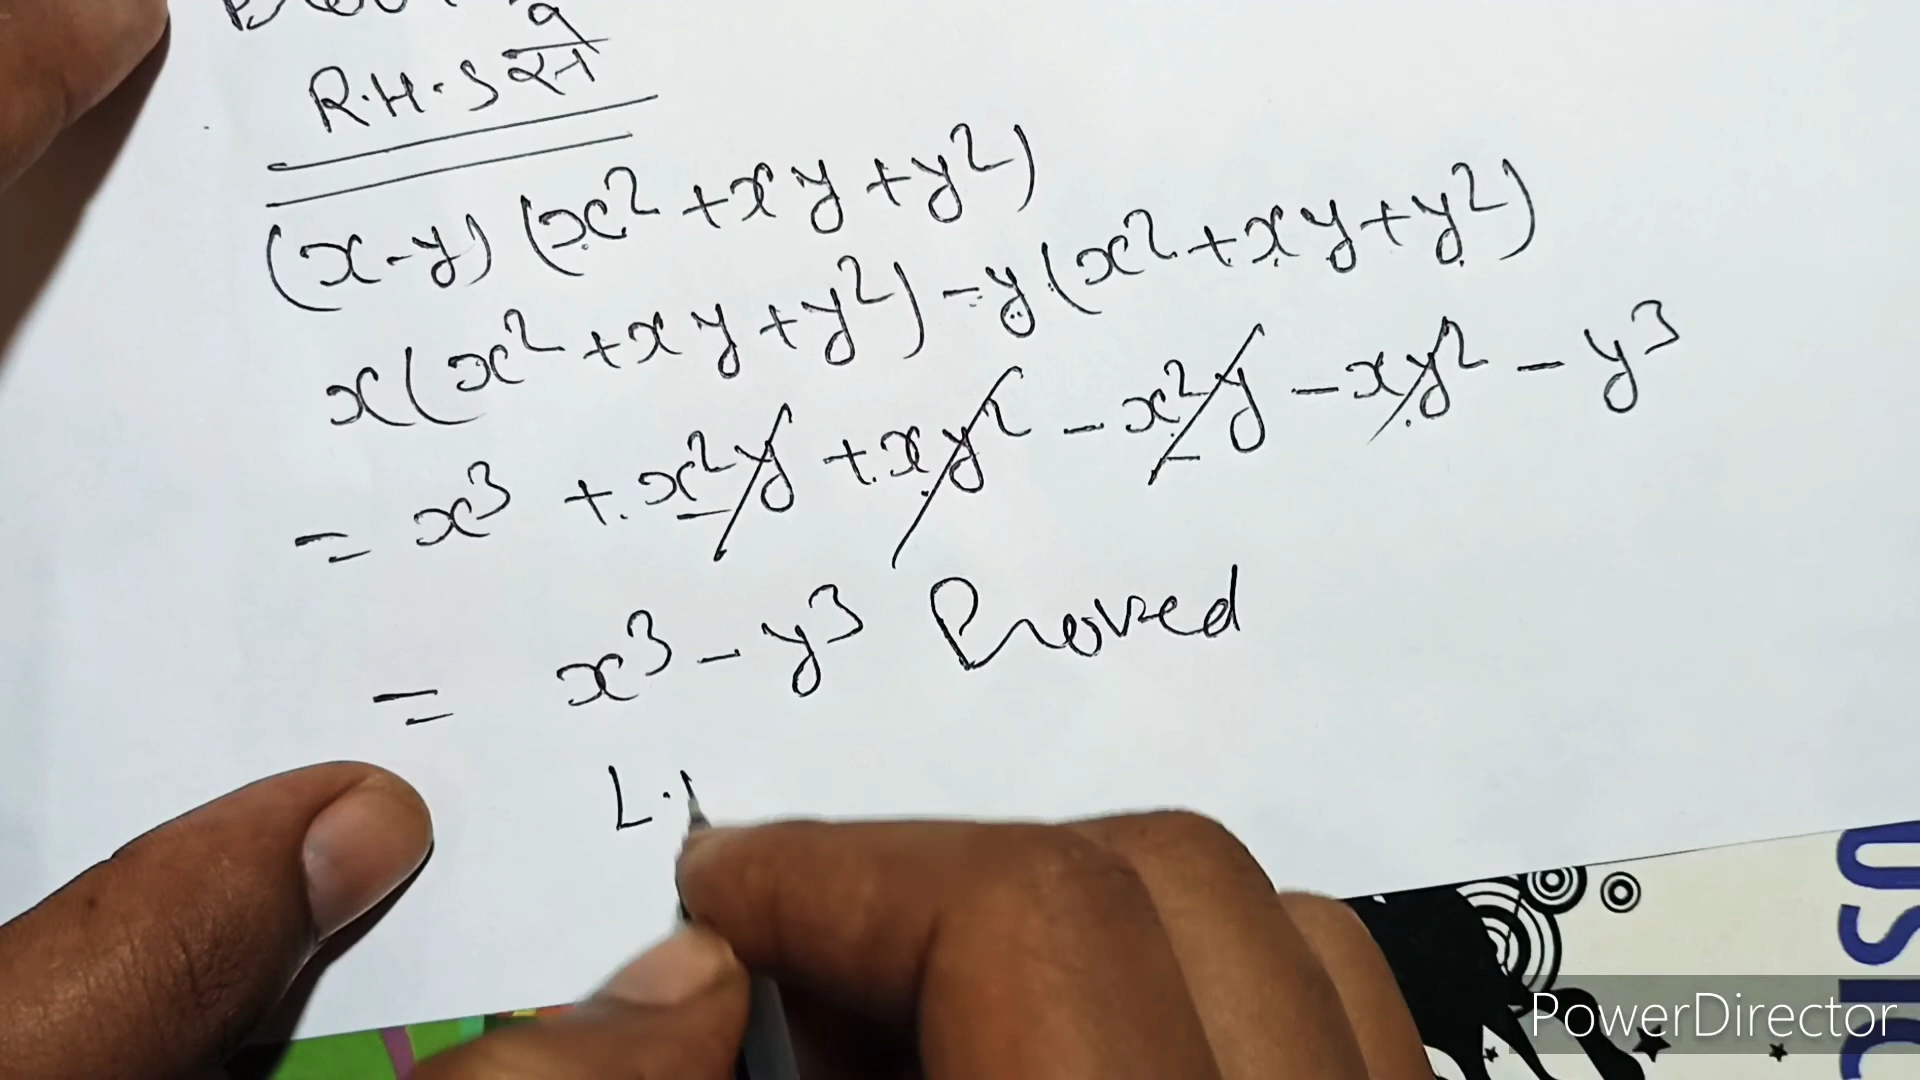 R.H.S से
(x-y) (x² + xy + y²)
x(x² + xy + y²) - y(x² + xy + y²)
= x³ + x²y + xy² - x²y - xy² - y³
= x³ - y³ Proved
L.
USIC
PowerDirector